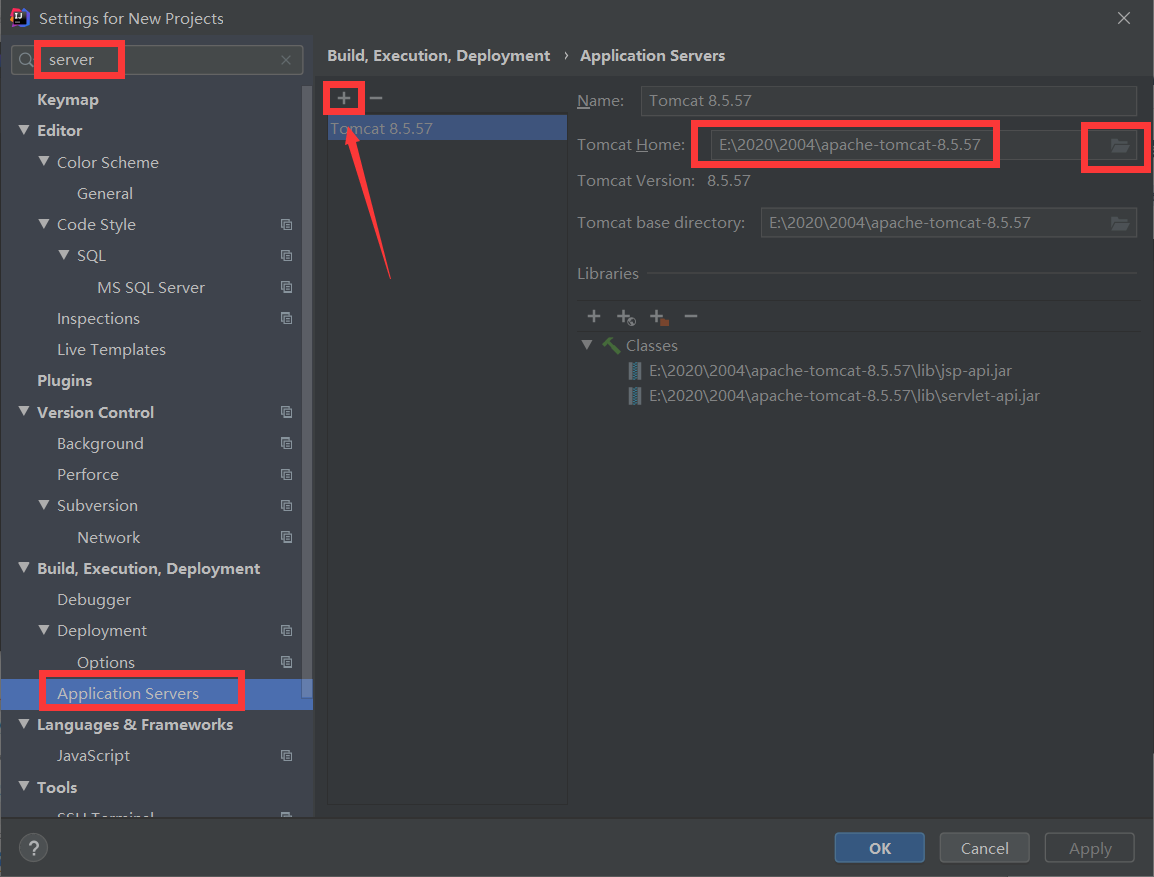 Settings for New Projects
server
Keymap
Editor
Color Scheme
General
Code Style
SQL
MS SQL Server
Inspections
Live Templates
Plugins
Version Control
Background
Perforce
Subversion
Network
Build, Execution, Deployment
Debugger
Deployment
Options
Application Servers
Languages & Frameworks
JavaScript
Tools
SSH Terminal
Build, Execution, Deployment › Application Servers
Tomcat 8.5.57
Name: Tomcat 8.5.57
Tomcat Home: E:\2020\2004\apache-tomcat-8.5.57
Tomcat Version: 8.5.57
Tomcat base directory: E:\2020\2004\apache-tomcat-8.5.57
Libraries
Classes
E:\2020\2004\apache-tomcat-8.5.57\lib\jsp-api.jar
E:\2020\2004\apache-tomcat-8.5.57\lib\servlet-api.jar
? OK Cancel Apply